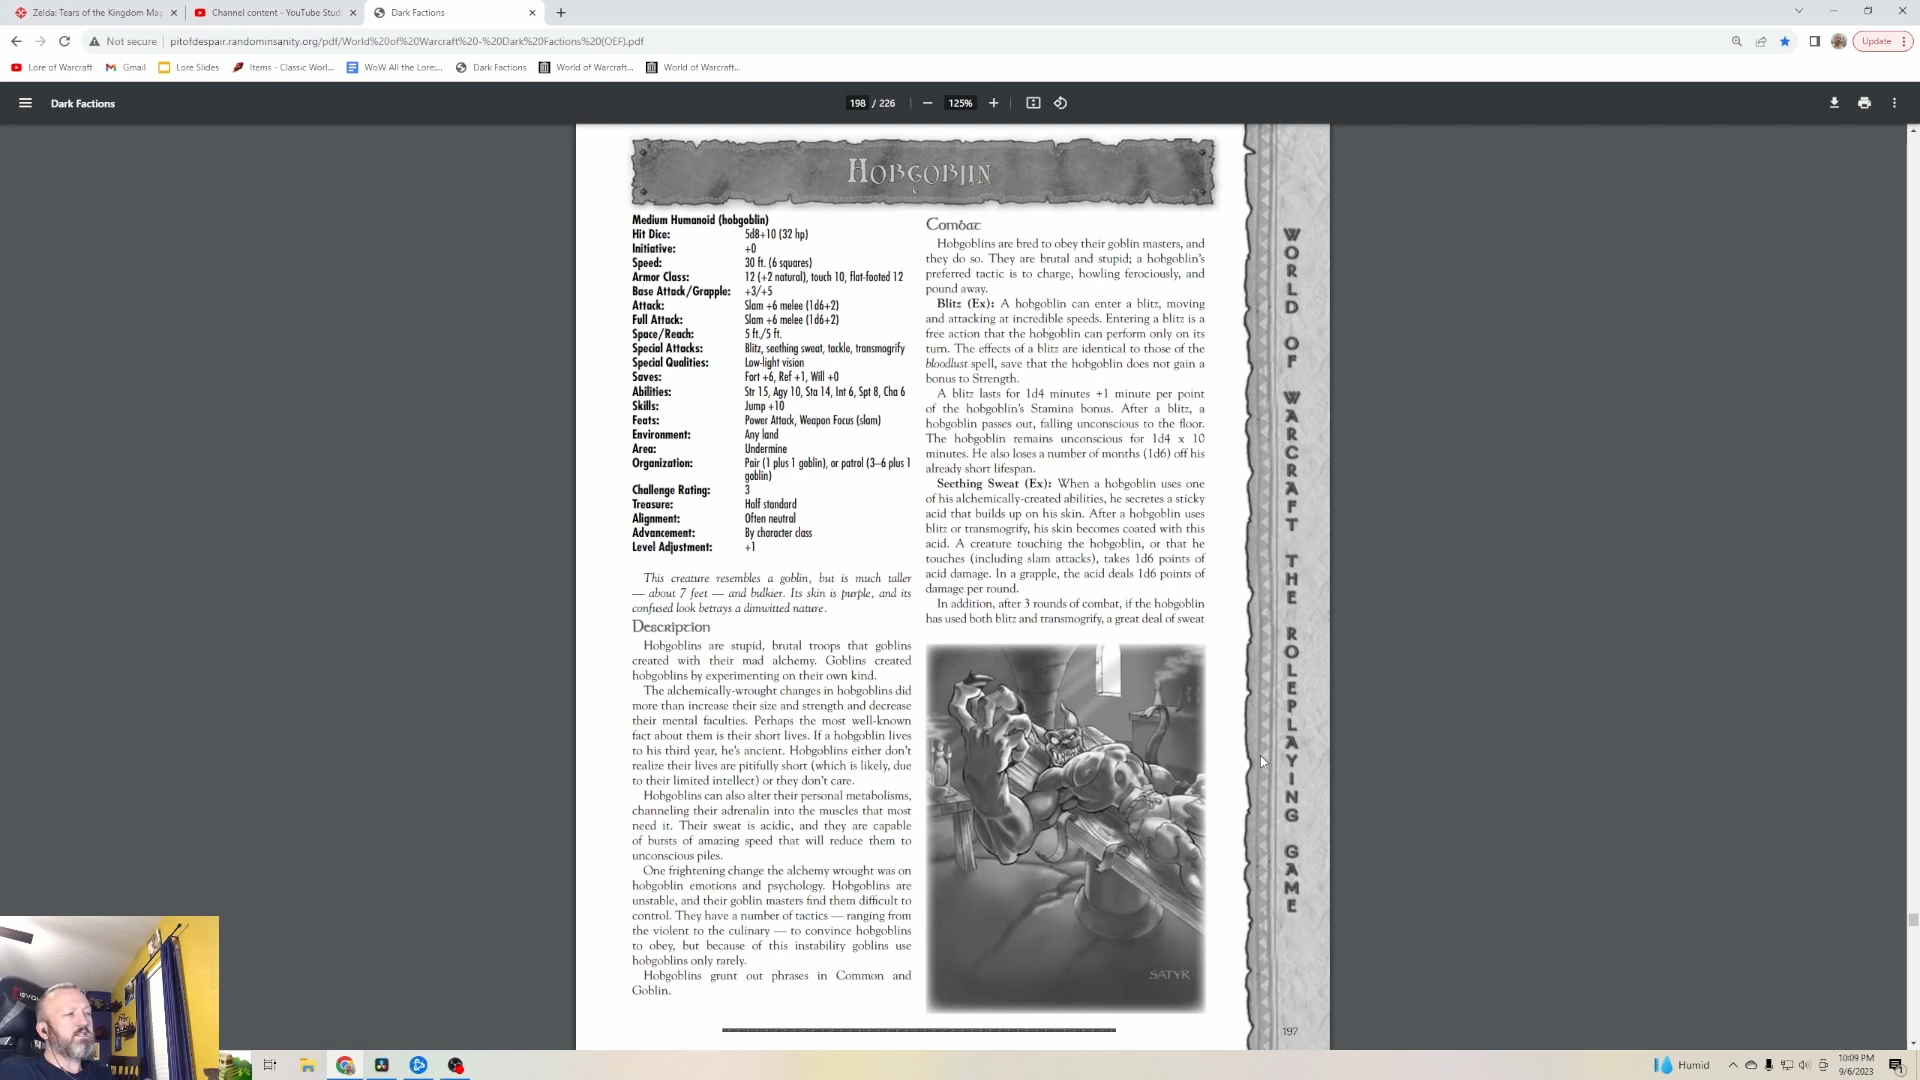 Zelda: Tears of the Kingdom Map
Channel content - YouTube Stud
Dark Factions
Not secure
pitofdespair.randominsanity.org/pdf/World%20of%20Warcraft%20-%20Dark%20Factions%20(OEF).pdf
Update
Lore of Warcraft
Gmail
Lore Slides
Items - Classic Worl...
WoW All the Lore:...
Dark Factions
World of Warcraft...
World of Warcraft...
Dark Factions
198 / 226
125%
Hobgoblin
Medium Humanoid (hobgoblin)
Hit Dice: 5d8+10 (32 hp)
Initiative: +0
Speed: 30 ft. (6 squares)
Armor Class: 12 (+2 natural), touch 10, flat-footed 12
Base Attack/Grapple: +3/+5
Attack: Slam +6 melee (1d6+2)
Full Attack: Slam +6 melee (1d6+2)
Space/Reach: 5 ft./5 ft.
Special Attacks: Blitz, seething sweat, tackle, transmogrify
Special Qualities: Low-light vision
Saves: Fort +6, Ref +1, Will +0
Abilities: Str 15, Agy 10, Sta 14, Int 6, Spt 8, Cha 6
Skills: Jump +10
Feats: Power Attack, Weapon Focus (slam)
Environment: Any land
Area: Undermine
Organization: Pair (1 plus 1 goblin), or patrol (3–6 plus 1
goblin)
Challenge Rating: 3
Treasure: Half standard
Alignment: Often neutral
Advancement: By character class
Level Adjustment: +1
This creature resembles a goblin, but is much taller
— about 7 feet — and bulkier. Its skin is purple, and its
confused look betrays a dimwitted nature.
Description
Hobgoblins are stupid, brutal troops that goblins
created with their mad alchemy. Goblins created
hobgoblins by experimenting on their own kind.
The alchemically-wrought changes in hobgoblins did
more than increase their size and strength and decrease
their mental faculties. Perhaps the most well-known
fact about them is their short lives. If a hobgoblin lives
to his third year, he's ancient. Hobgoblins either don't
realize their lives are pitifully short (which is likely, due
to their limited intellect) or they don't care.
Hobgoblins can also alter their personal metabolisms,
channeling their adrenalin into the muscles that most
need it. Their sweat is acidic, and they are capable
of bursts of amazing speed that will reduce them to
unconscious piles.
One frightening change the alchemy wrought was on
hobgoblin emotions and psychology. Hobgoblins are
unstable, and their goblin masters find them difficult to
control. They have a number of tactics — ranging from
the violent to the culinary — to convince hobgoblins
to obey, but because of this instability goblins use
hobgoblins only rarely.
Hobgoblins grunt out phrases in Common and
Goblin.
Combat
Hobgoblins are bred to obey their goblin masters, and
they do so. They are brutal and stupid; a hobgoblin's
preferred tactic is to charge, howling ferociously, and
pound away.
Blitz (Ex): A hobgoblin can enter a blitz, moving
and attacking at incredible speeds. Entering a blitz is a
free action that the hobgoblin can perform only on its
turn. The effects of a blitz are identical to those of the
bloodlust spell, save that the hobgoblin does not gain a
bonus to Strength.
A blitz lasts for 1d4 minutes +1 minute per point
of the hobgoblin's Stamina bonus. After a blitz, a
hobgoblin passes out, falling unconscious to the floor.
The hobgoblin remains unconscious for 1d4 x 10
minutes. He also loses a number of months (1d6) off his
already short lifespan.
Seething Sweat (Ex): When a hobgoblin uses one
of his alchemically-created abilities, he secretes a sticky
acid that builds up on his skin. After a hobgoblin uses
blitz or transmogrify, his skin becomes coated with this
acid. A creature touching the hobgoblin, or that he
touches (including slam attacks), takes 1d6 points of
acid damage. In a grapple, the acid deals 1d6 points of
damage per round.
In addition, after 3 rounds of combat, if the hobgoblin
has used both blitz and transmogrify, a great deal of sweat
SATYR
WORLD OF WARCRAFT THE ROLEPLAYING GAME
197
Humid
10:09 PM
9/6/2023